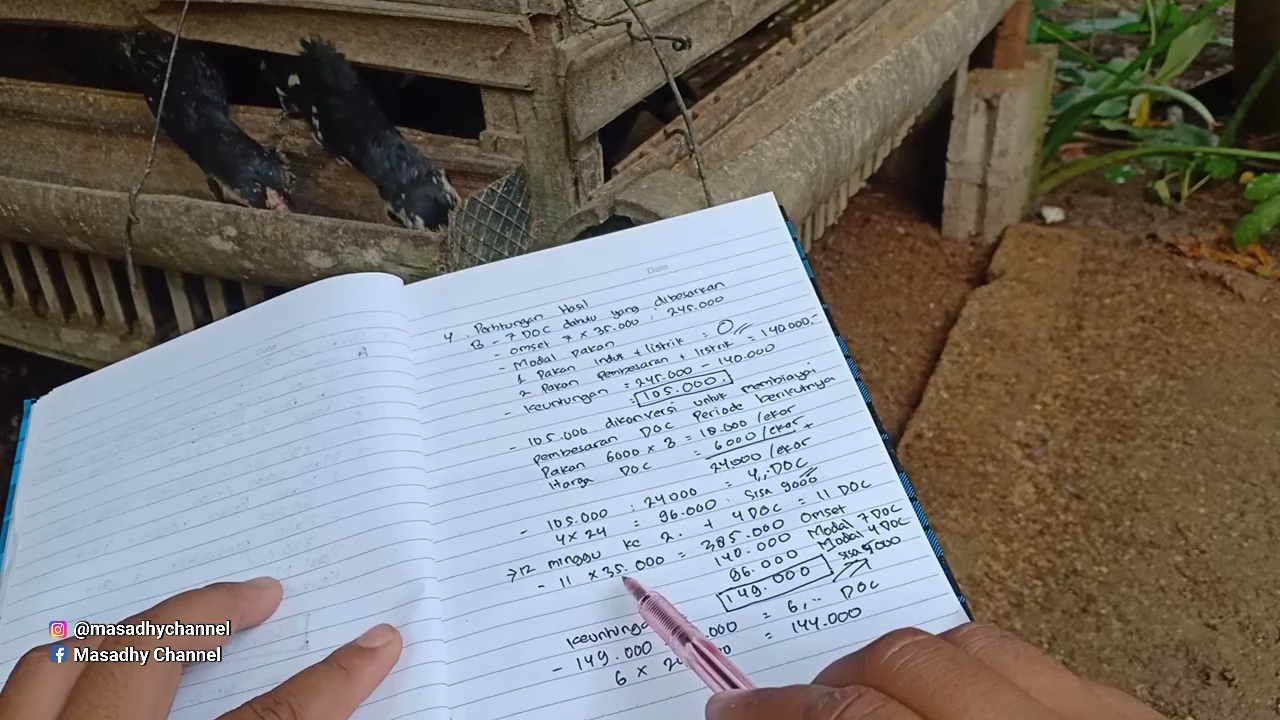 Date
Date
4. Perhitungan Hasil
B - 7 DOC dahulu yang dibesarkan
- Omset 7 x 35.000 : 245.000
- Modal Pakan
1 Pakan Induk + listrik = 0
2 Pakan Pembesaran + listrik = 140.000,-
- Keuntungan = 245.000 - 140.000
= 105.000.
- 105.000 dikonversi untuk membiayai
pembesaran DOC Periode berikutnya
Pakan 6000 x 3 = 18.000 /ekor
Harga DOC = 6000 /ekor +
24000 /ekor
- 105.000 : 24000 = 4,.. DOC
4 x 24 = 96.000 . Sisa 9000
→ 12 minggu ke 2. + 4 DOC = 11 DOC
- 11 x 35.000 = 385.000 Omset
140.000 Modal 7 DOC
96.000 Modal 4 DOC
149.000 sisa 5000
Keuntunga
- 149.000 .000 = 6,.. DOC
6 x 2 = 144.000
@masadhychannel
Masadhy Channel